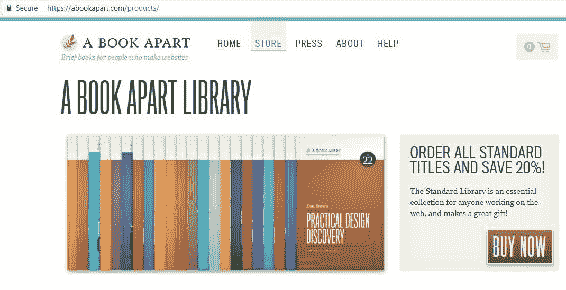 Secure https://abookapart.com/products/
A BOOK APART HOME STORE PRESS ABOUT HELP 0
Brief books for people who make websites
A BOOK APART LIBRARY
A BOOK APART
22
PRACTICAL DESIGN
DISCOVERY
ORDER ALL STANDARD
TITLES AND SAVE 20%!
The Standard Library is an essential
collection for anyone working on the
web, and makes a great gift!
BUY NOW